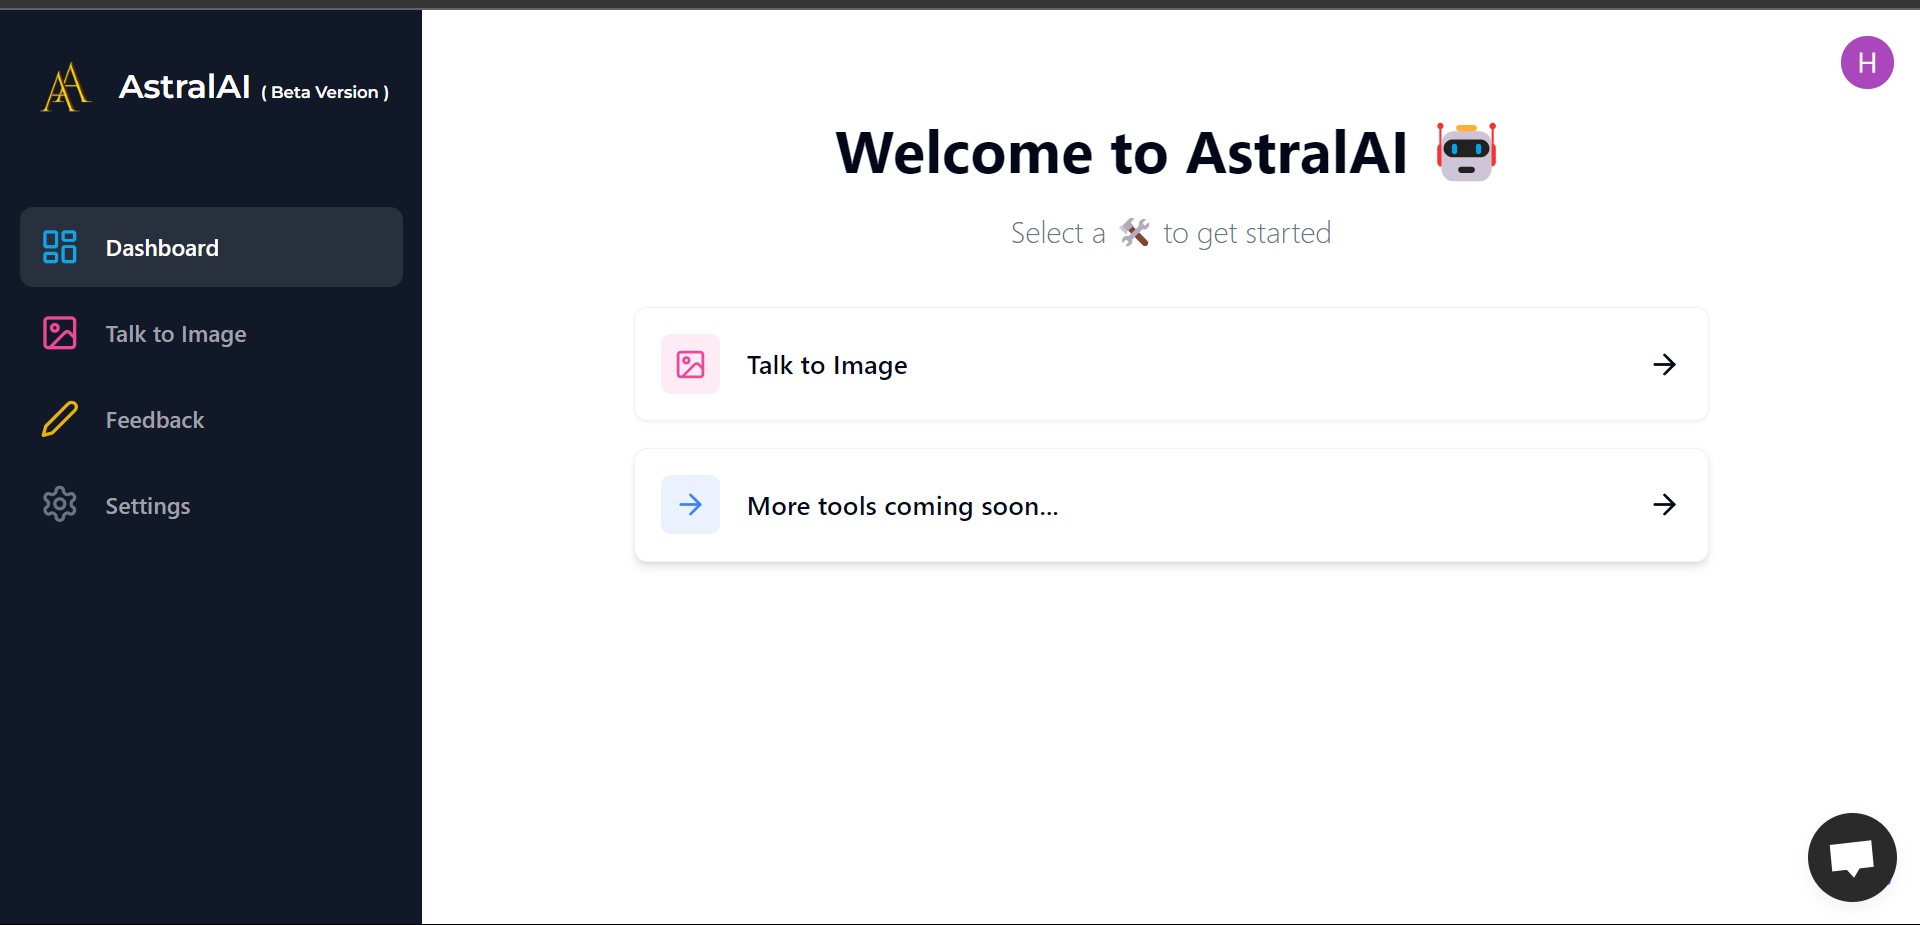 AstralAI ( Beta Version )
Dashboard
Talk to Image
Feedback
Settings
H
Welcome to AstralAI
Select a 🛠 to get started
Talk to Image
More tools coming soon...